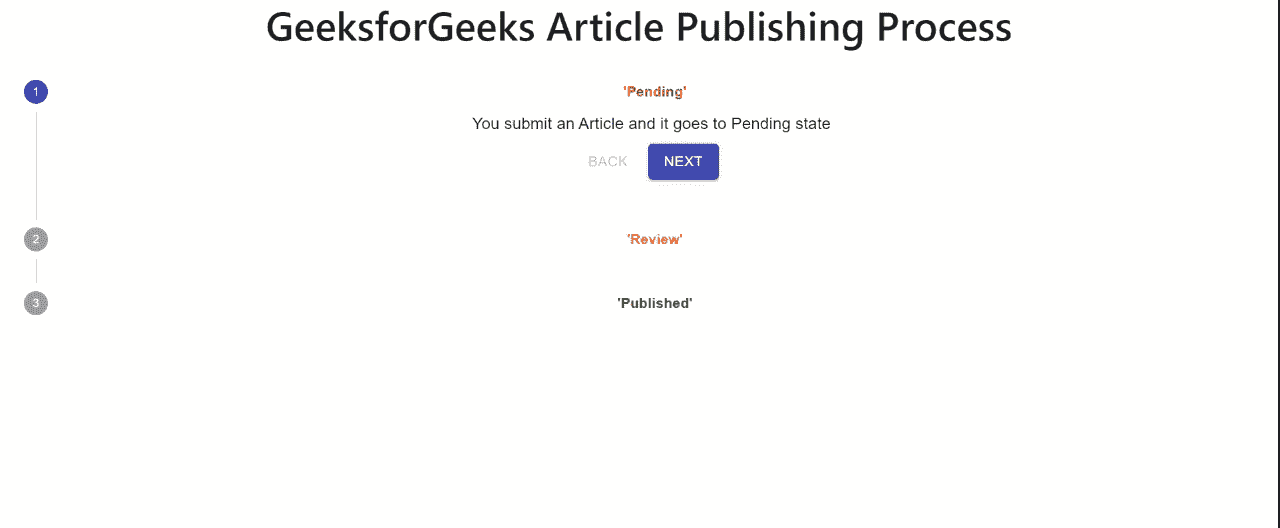 GeeksforGeeks Article Publishing Process
1 'Pending'
You submit an Article and it goes to Pending state
BACK NEXT
2 'Review'
3 'Published'